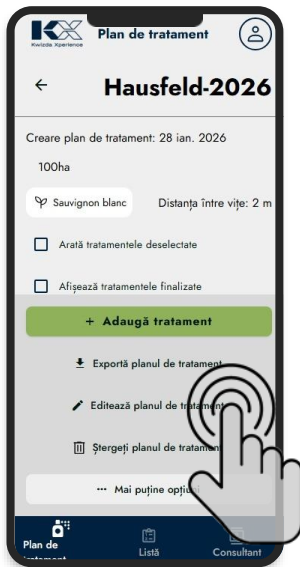 KX
Kwizda Xperience
Plan de tratament
Hausfeld-2026
Creare plan de tratament: 28 ian. 2026
100ha
Sauvignon blanc
Distanța între vițe: 2 m
Arată tratamentele deselectate
Afișează tratamentele finalizate
+ Adaugă tratament
Exportă planul de tratament
Editează planul de tratament
Ștergeți planul de tratament
Mai puține opțiuni
Plan de
tratament
Listă
Consultant